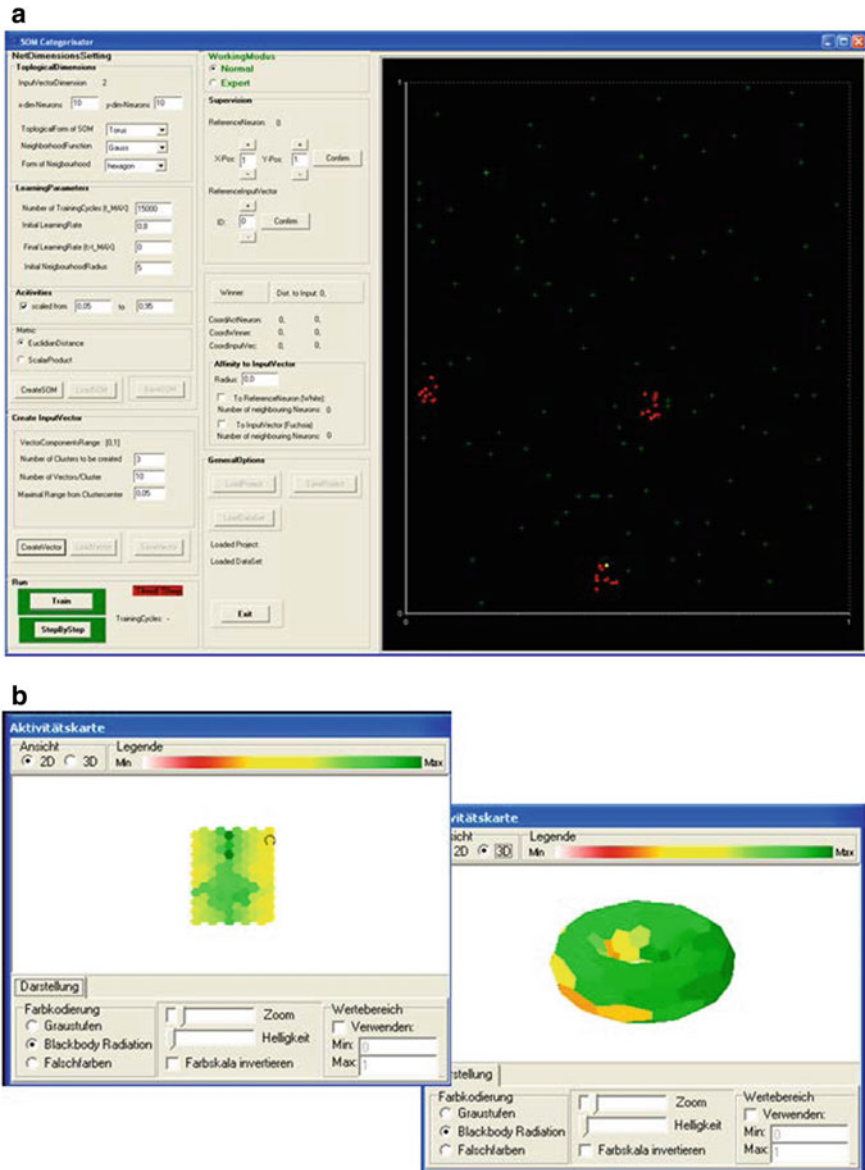 a
SOM Categorisator
NetDimensionsSetting
ToplogicalDimensions
InputVectorDimension 2
x-dim-Neurons 10 y-dim-Neurons 10
ToplogicalForm of SOM Torus
NeighborhoodFunction Gauss
Form of Neigbourhood hexagon
LearningParameters
Number of TrainingCycles (t_MAX) 15000
Initial LearningRate 0,8
Final LearningRate (t=t_MAX) 0
Initial NeigbourhoodRadius 5
Acitivities
scaled from 0,05 to 0,95
Metric
EuclidianDistance
ScalarProduct
CreateSOM LoadSOM SaveSOM
Create InputVector
VectorComponentsRange [0,1]
Number of Clusters to be created 3
Number of Vectors/Cluster 10
Maximal Range from Clustercenter 0,05
CreateVector LoadVector SaveVector
Run
Train
StepByStep
TrainingCycles -
WorkingModus
Normal
Expert
Supervision
ReferenceNeuron: 0
X-Pos: 1 Y-Pos: 1 Confirm
ReferenceInputVector
ID: 0 Confirm
Winner: Dist. to Input: 0,
CoordActNeuron: 0, 0,
CoordWinner: 0, 0,
CoordInputVec: 0, 0,
Affinity to InputVector
Radius: 0,0
To ReferenceNeuron (White)
Number of neighbouring Neurons: 0
To InputVector (Fuchsia)
Number of neighbouring Neurons: 0
GeneralOptions
LoadProject SaveProject
LoadDataSet
Loaded Project:
Loaded DataSet:
Exit
1
0
1
b
Aktivitätskarte
Ansicht Legende
2D 3D Min Max
Darstellung
Farbkodierung
Graustufen
Blackbody Radiation
Falschfarben
Zoom
Helligkeit
Farbskala invertieren
Wertebereich
Verwenden:
Min: 0
Max: 1
vitätskarte
sicht Legende
2D 3D Min Max
rstellung
Farbkodierung
Graustufen
Blackbody Radiation
Falschfarben
Zoom
Helligkeit
Farbskala invertieren
Wertebereich
Verwenden:
Min: 0
Max: 1